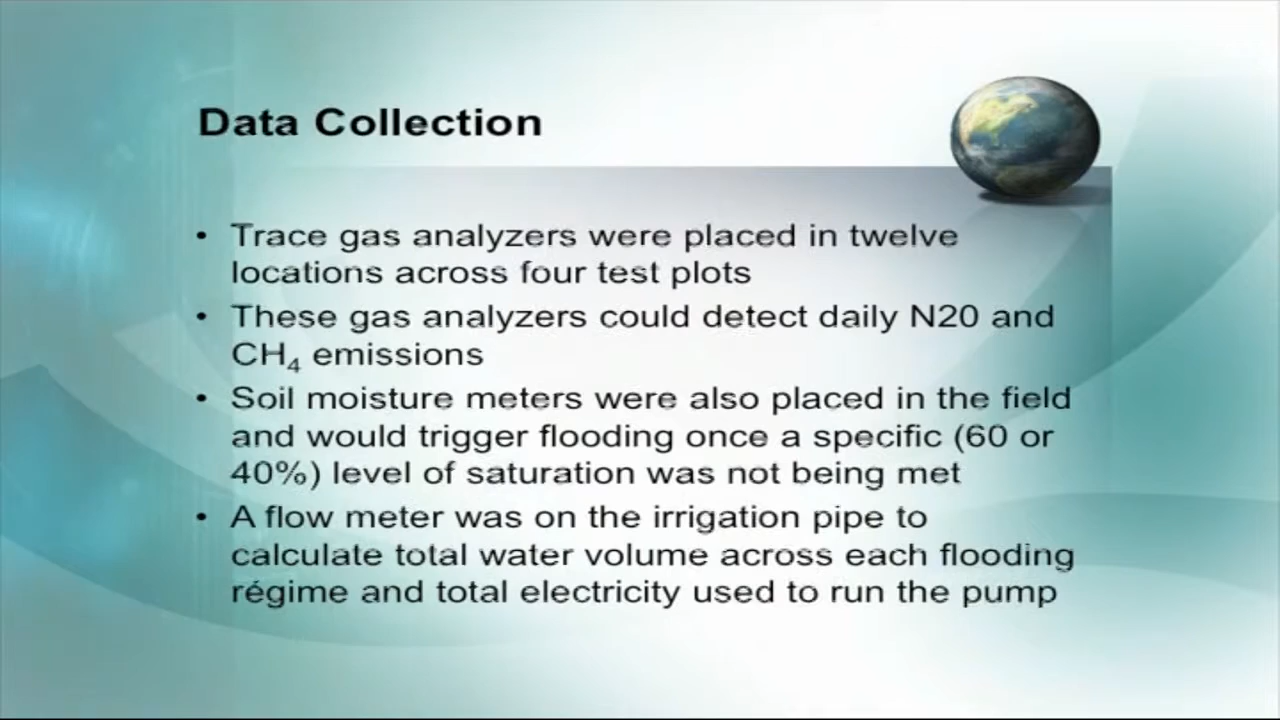 Data Collection
• Trace gas analyzers were placed in twelve
locations across four test plots
• These gas analyzers could detect daily N20 and
CH₄ emissions
• Soil moisture meters were also placed in the field
and would trigger flooding once a specific (60 or
40%) level of saturation was not being met
• A flow meter was on the irrigation pipe to
calculate total water volume across each flooding
régime and total electricity used to run the pump